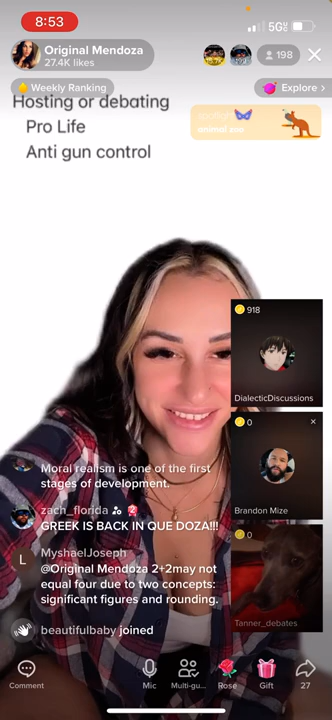 8:53
5G
Original Mendoza
27.4K likes
198
Weekly Ranking
Explore >
Hosting or debating
Pro Life
Anti gun control
animal.exe
918
DialecticDiscussions
0
Brandon Mize
0
Tanner_debates
Moral realism is one of the first
stages of development.
zach_florida
GREEK IS BACK IN QUE DOZA!!!
L
MyshaelJoseph
@Original Mendoza 2+2may not
equal four due to two concepts:
significant figures and rounding.
beautifulbaby joined
Comment
Mic
Multi-gu...
Rose
Gift
27